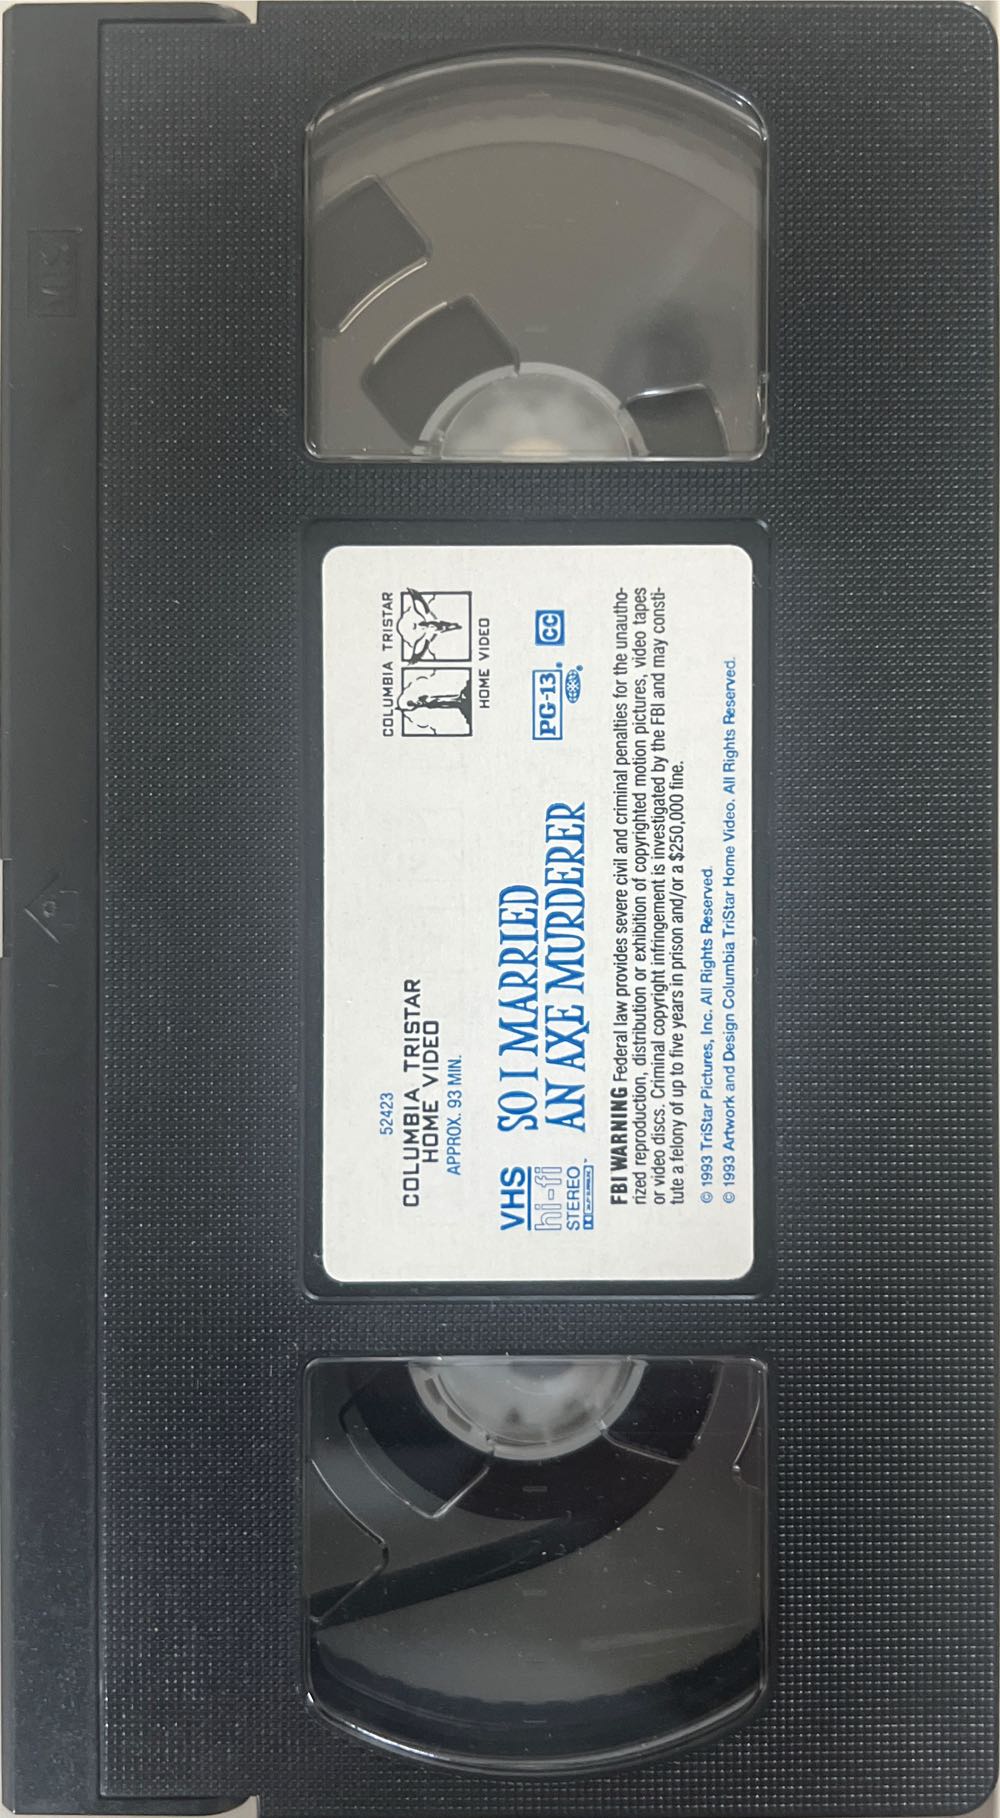 52423
COLUMBIA TRISTAR
HOME VIDEO
APPROX. 93 MIN.
COLUMBIA TRISTAR
HOME VIDEO
VHS
hi-fi
STEREO
SO I MARRIED
AN AXE MURDERER
PG-13
®
CC
®
FBI WARNING Federal law provides severe civil and criminal penalties for the unautho-
rized reproduction, distribution or exhibition of copyrighted motion pictures, video tapes
or video discs. Criminal copyright infringement is investigated by the FBI and may consti-
tute a felony of up to five years in prison and/or a $250,000 fine.
© 1993 TriStar Pictures, Inc. All Rights Reserved.
© 1993 Artwork and Design Columbia TriStar Home Video. All Rights Reserved.